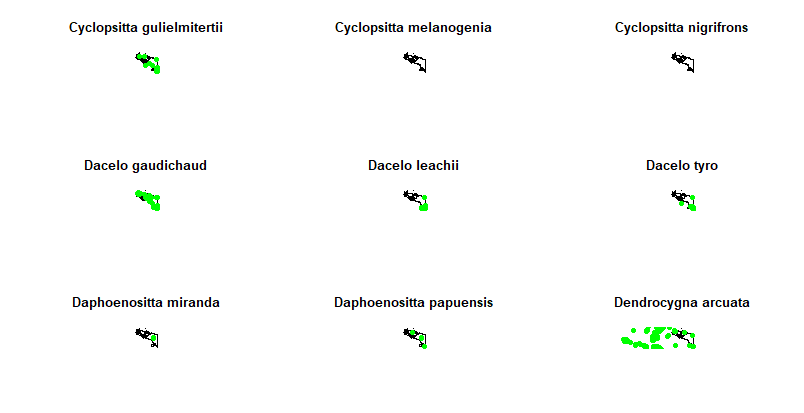 Cyclopsitta gulielmitertii
Cyclopsitta melanogenia
Cyclopsitta nigrifrons
Dacelo gaudichaud
Dacelo leachii
Dacelo tyro
Daphoenositta miranda
Daphoenositta papuensis
Dendrocygna arcuata